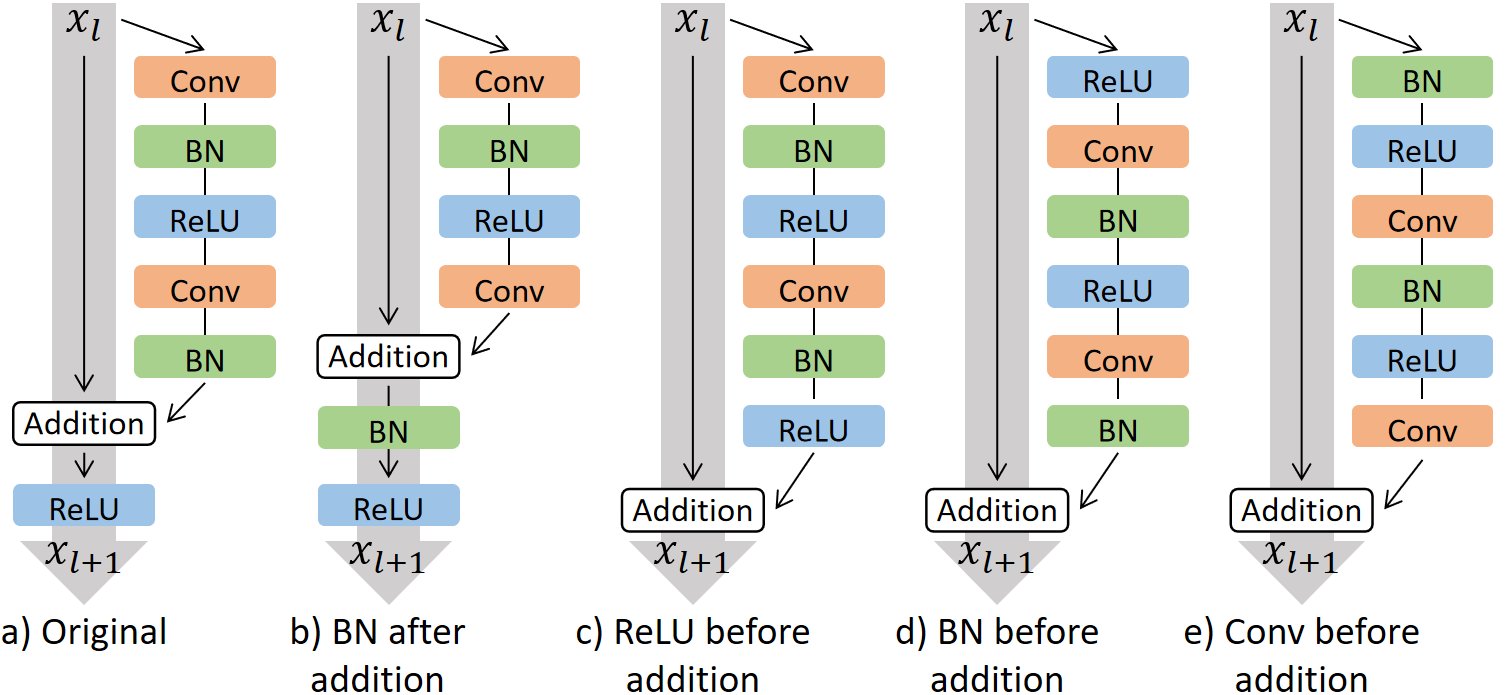 x_l
Conv
BN
ReLU
Conv
BN
Addition
ReLU
x_{l+1}
a) Original
x_l
Conv
BN
ReLU
Conv
Addition
BN
ReLU
x_{l+1}
b) BN after
addition
x_l
Conv
BN
ReLU
Conv
BN
ReLU
Addition
x_{l+1}
c) ReLU before
addition
x_l
ReLU
Conv
BN
ReLU
Conv
BN
Addition
x_{l+1}
d) BN before
addition
x_l
BN
ReLU
Conv
BN
ReLU
Conv
Addition
x_{l+1}
e) Conv before
addition